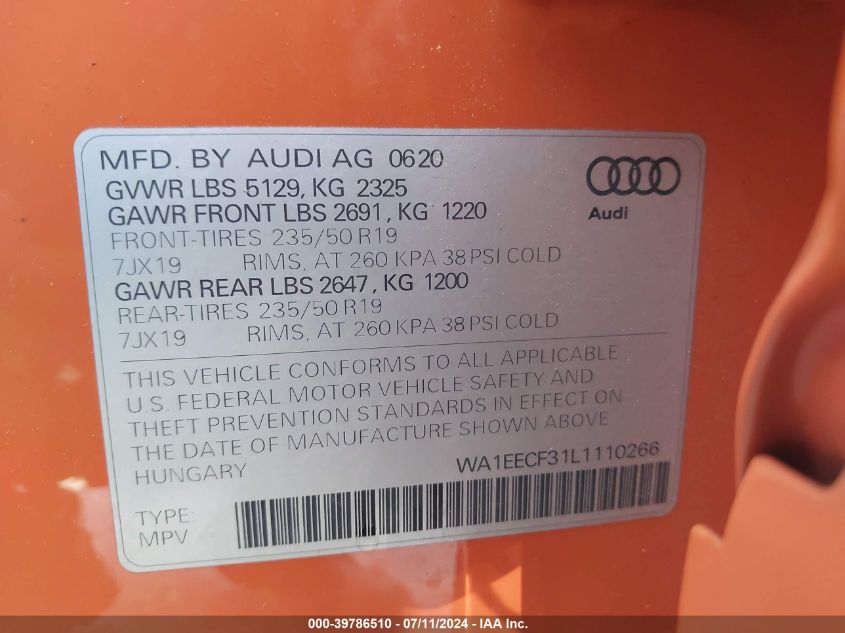 MFD. BY AUDI AG 0620
GVWR LBS 5129, KG 2325
GAWR FRONT LBS 2691, KG 1220
FRONT-TIRES 235/50 R19
7JX19 RIMS, AT 260 KPA 38 PSI COLD
GAWR REAR LBS 2647, KG 1200
REAR-TIRES 235/50 R19
7JX19 RIMS, AT 260 KPA 38 PSI COLD
Audi
THIS VEHICLE CONFORMS TO ALL APPLICABLE
U.S. FEDERAL MOTOR VEHICLE SAFETY AND
THEFT PREVENTION STANDARDS IN EFFECT ON
THE DATE OF MANUFACTURE SHOWN ABOVE
HUNGARY WA1EECF31L1110266
TYPE:
MPV
000-39786510 - 07/11/2024 - IAA Inc.